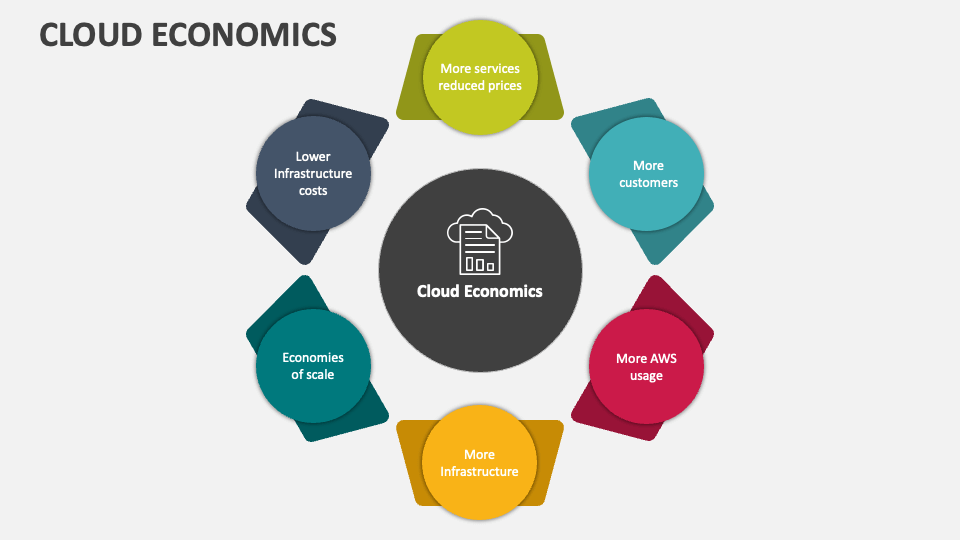 CLOUD ECONOMICS
More services
reduced prices
More
customers
More AWS
usage
More
Infrastructure
Economies
of scale
Lower
Infrastructure
costs
Cloud Economics